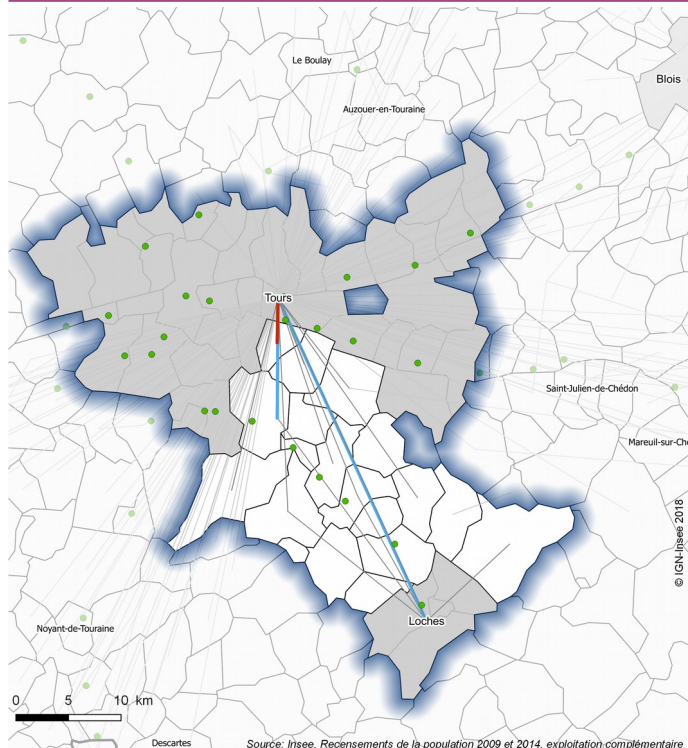 Le Boulay
Blois
Auzouer-en-Touraine
Tours
Saint-Julien-de-Chédon
Mareuil-sur-Che
© IGN-Insee 2018
Noyant-de-Touraine
Loches
0 5 10 km
Descartes
Source: Insee, Recensements de la population 2009 et 2014, exploitation complémentaire